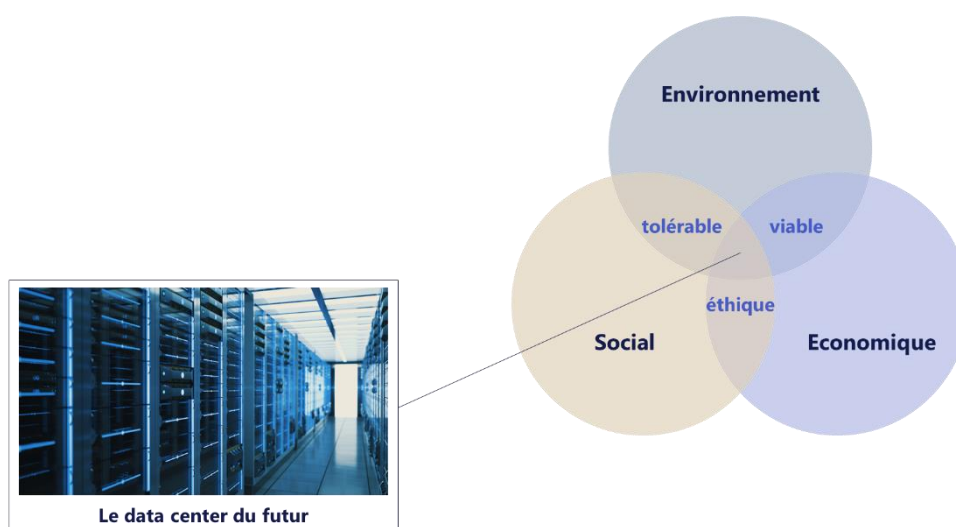 Environnement
tolérable
viable
éthique
Social
Economique
Le data center du futur